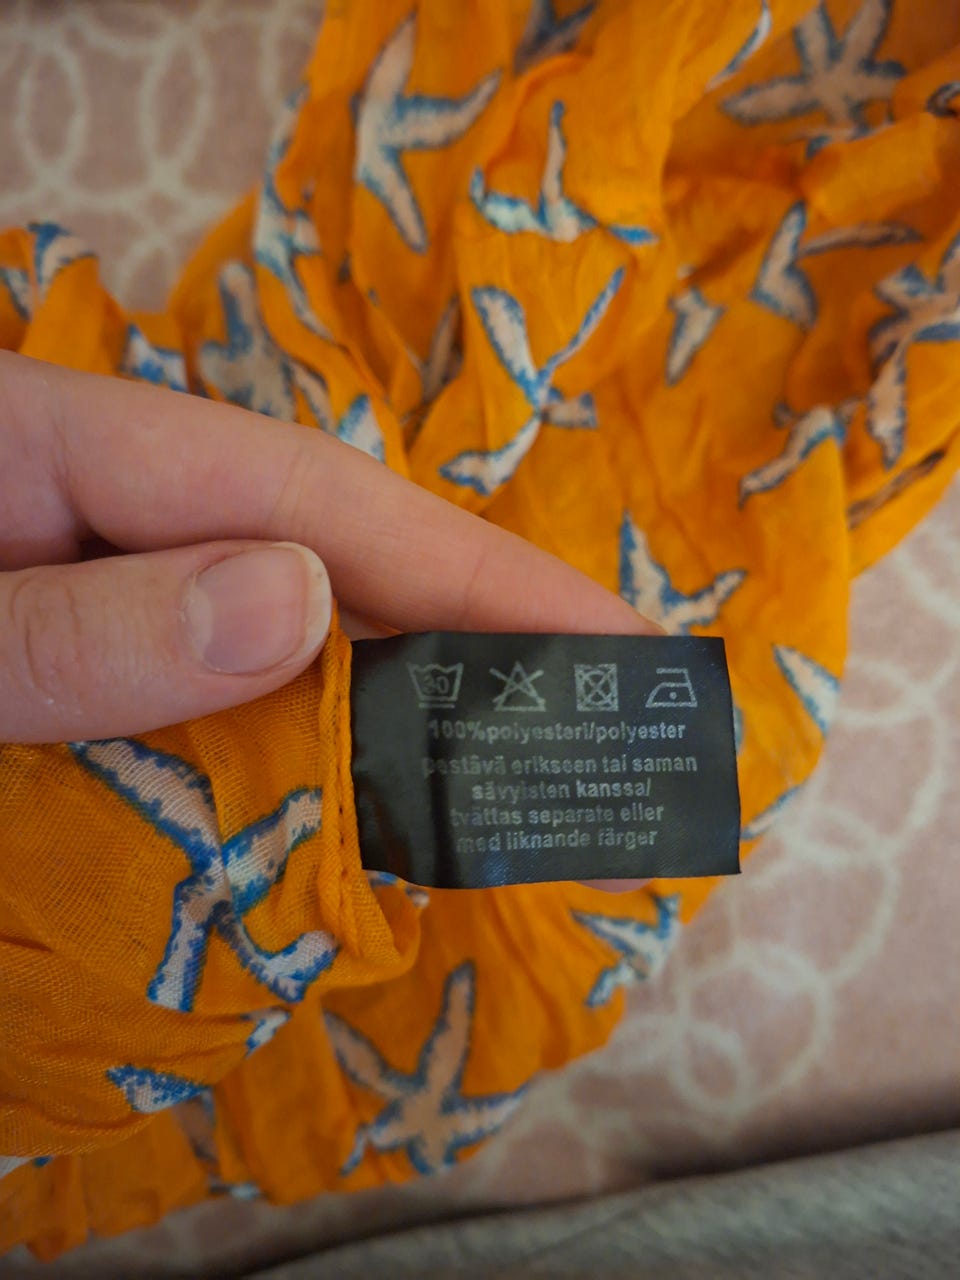 30
100%polyesteri/polyester
pestävä erikseen tai saman
sävyisten kanssa/
tvättas separate eller
med liknande färger